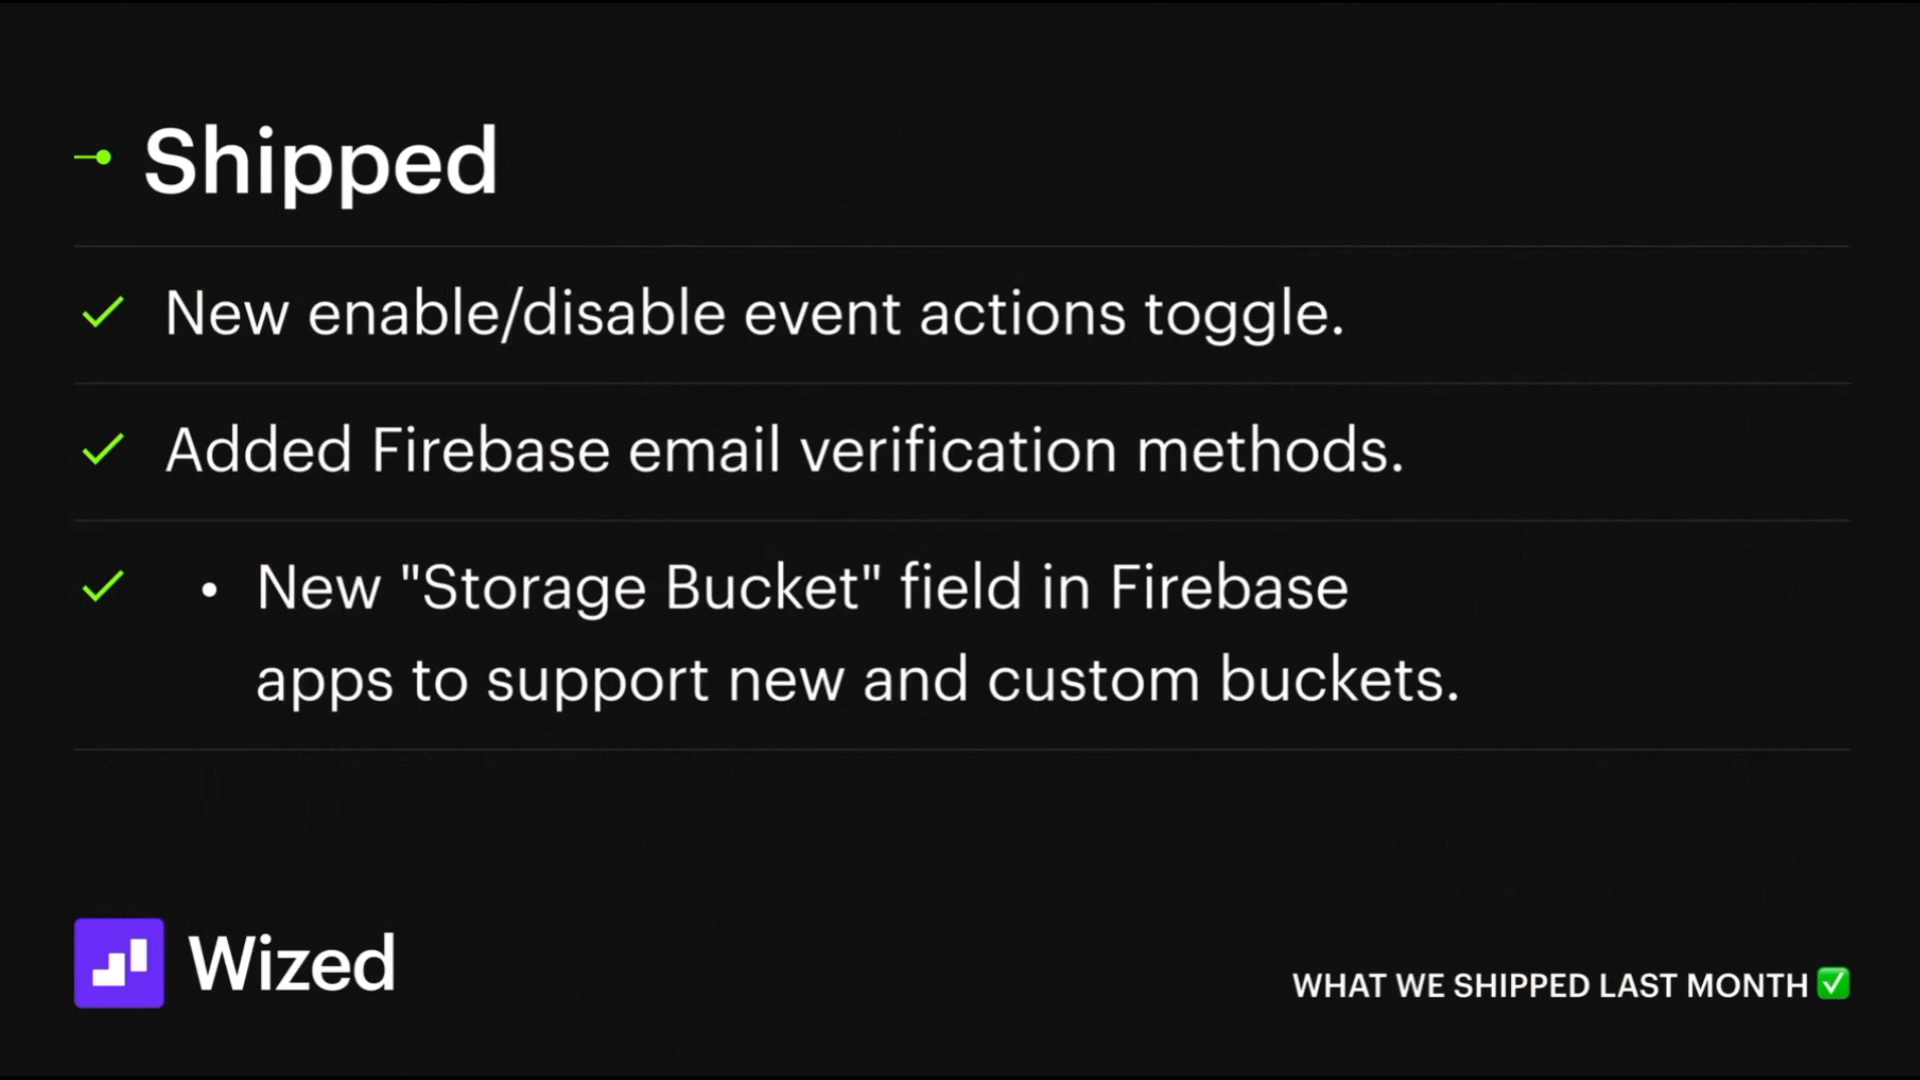 Shipped
New enable/disable event actions toggle.
Added Firebase email verification methods.
• New "Storage Bucket" field in Firebase
apps to support new and custom buckets.
Wized
WHAT WE SHIPPED LAST MONTH ✅